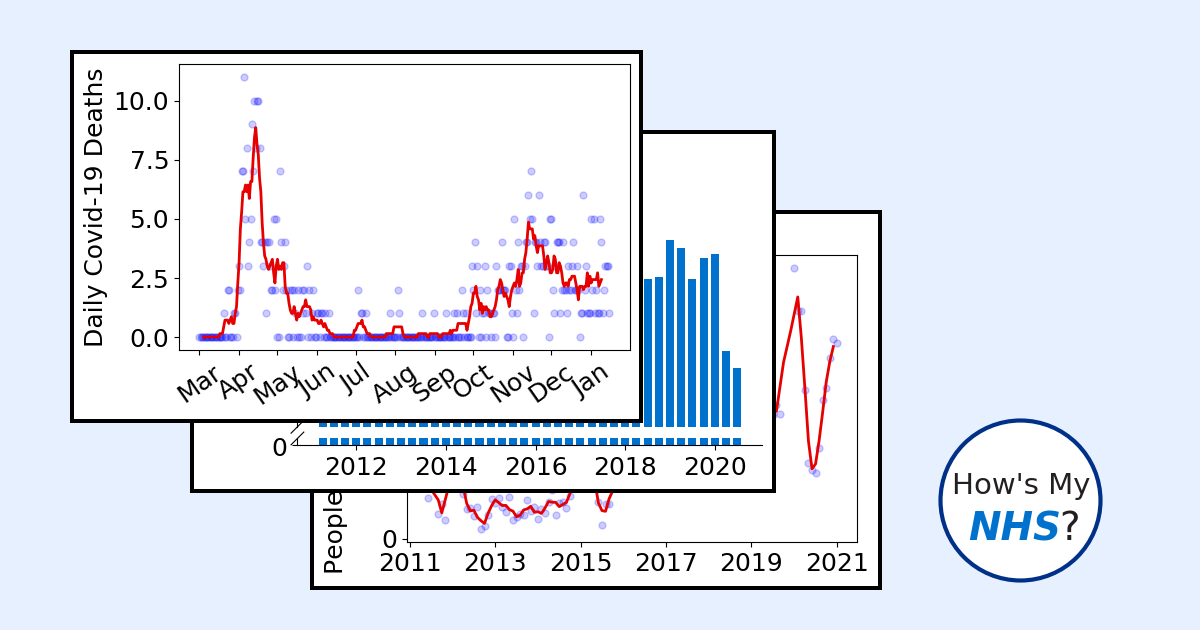 Daily Covid-19 Deaths
10.0
7.5
5.0
2.5
0.0
Mar Apr May Jun Jul Aug Sep Oct Nov Dec Jan
0
2012 2014 2016 2018 2020
People
0
2011 2013 2015 2017 2019 2021
How's My
NHS?